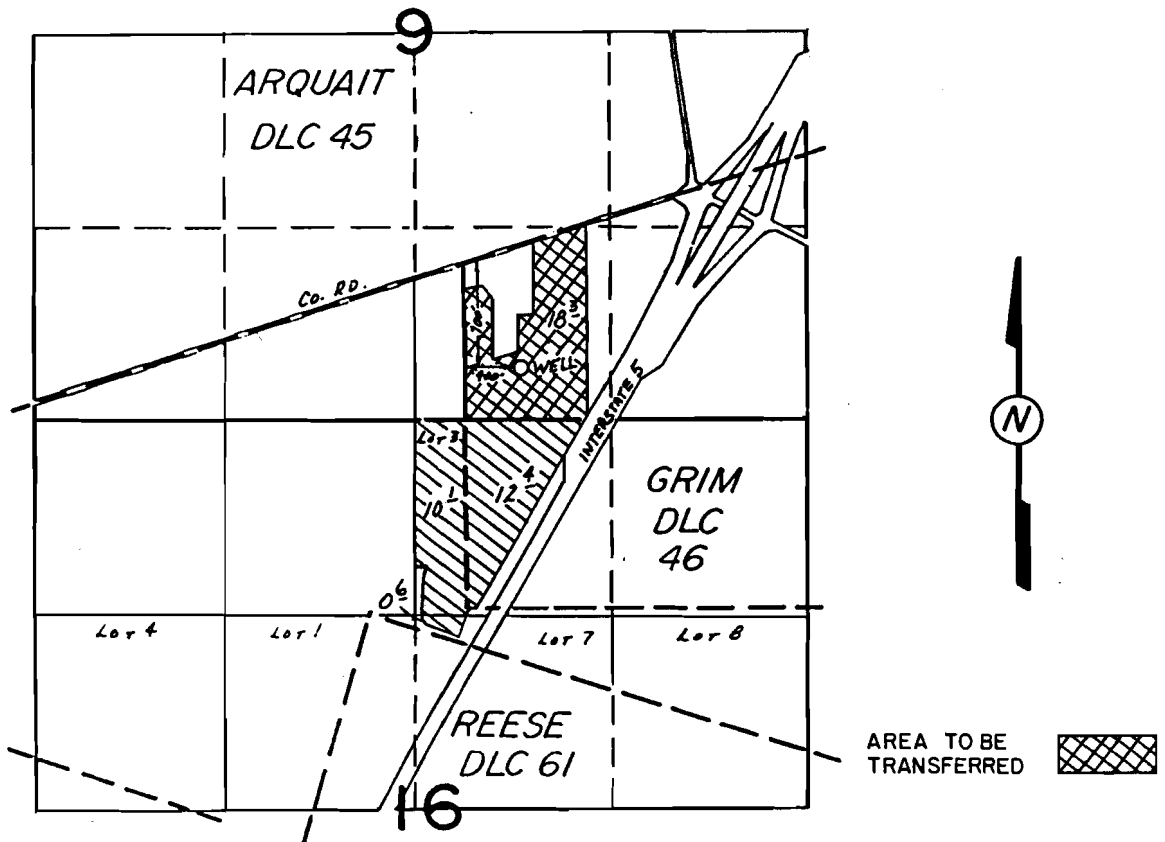 9
ARQUAIT
DLC 45
CO. RD.
18 3
WELL
INTERSTATE 5
LOT 3
10 1
12 4
GRIM
DLC
46
N
0 6
LOT 4
LOT 1
LOT 7
LOT 8
REESE
DLC 61
16
AREA TO BE
TRANSFERRED